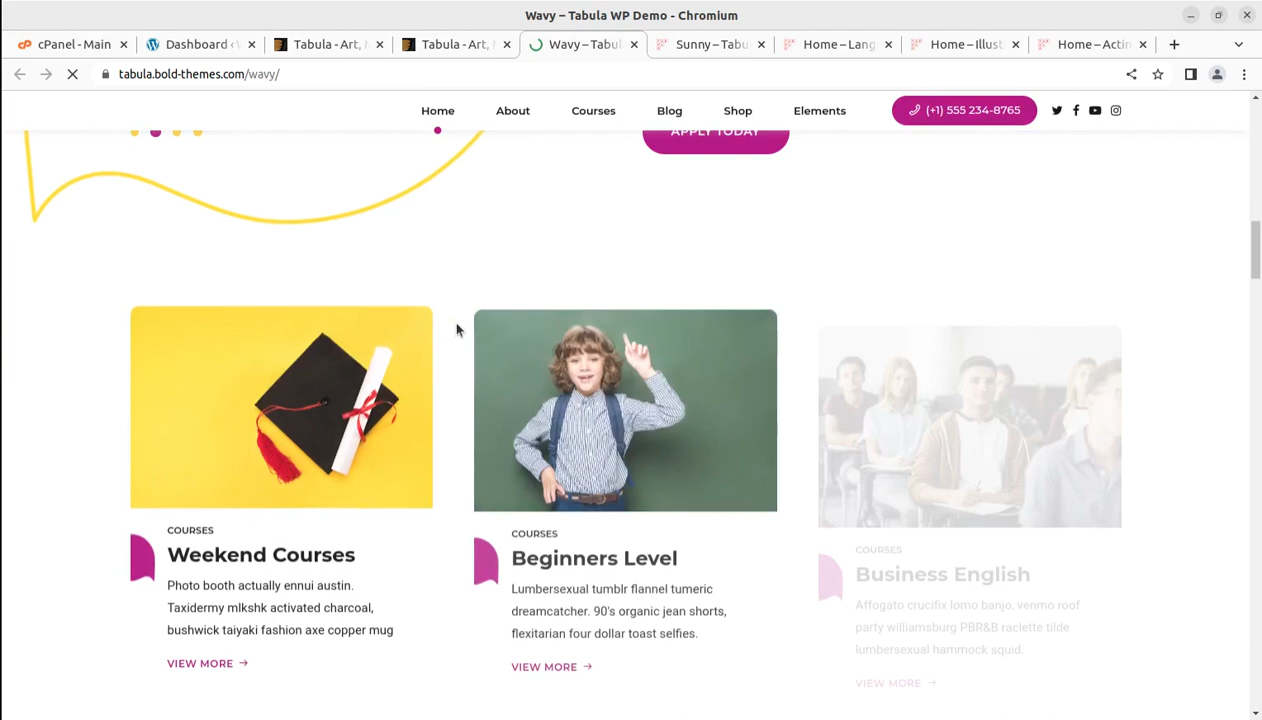 Wavy – Tabula WP Demo - Chromium
cPanel - Main
Dashboard ‹ W
Tabula - Art, M
Tabula - Art, M
Wavy – Tabul
Sunny – Tabu
Home – Lang
Home – Illust
Home – Actin
tabula.bold-themes.com/wavy/
Home
About
Courses
Blog
Shop
Elements
(+1) 555 234-8765
APPLY TODAY
COURSES
Weekend Courses
Photo booth actually ennui austin.
Taxidermy mlkshk activated charcoal,
bushwick taiyaki fashion axe copper mug
VIEW MORE →
COURSES
Beginners Level
Lumbersexual tumblr flannel tumeric
dreamcatcher. 90's organic jean shorts,
flexitarian four dollar toast selfies.
VIEW MORE →
COURSES
Business English
Affogato crucifix lomo banjo, venmo roof
party williamsburg PBR&B raclette tilde
lumbersexual hammock squid.
VIEW MORE →